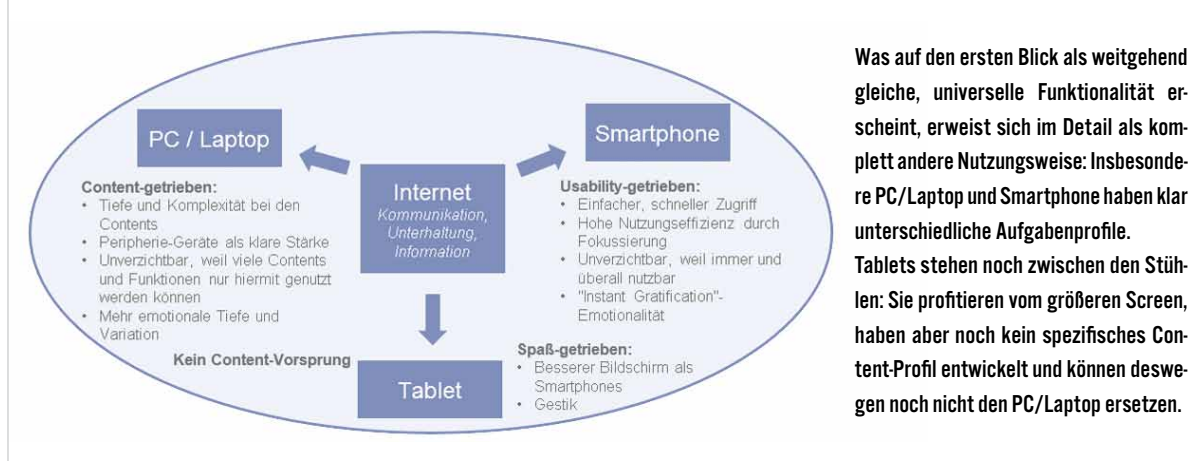 PC / Laptop
Content-getrieben:
• Tiefe und Komplexität bei den
Contents
• Peripherie-Geräte als klare Stärke
• Unverzichtbar, weil viele Contents
und Funktionen nur hiermit genutzt
werden können
• Mehr emotionale Tiefe und
Variation
Internet
Kommunikation,
Unterhaltung,
Information
Smartphone
Usability-getrieben:
• Einfacher, schneller Zugriff
• Hohe Nutzungseffizienz durch
Fokussierung
• Unverzichtbar, weil immer und
überall nutzbar
• "Instant Gratification"-
Emotionalität
Kein Content-Vorsprung
Tablet
Spaß-getrieben:
• Besserer Bildschirm als
Smartphones
• Gestik
Was auf den ersten Blick als weitgehend
gleiche, universelle Funktionalität er-
scheint, erweist sich im Detail als kom-
plett andere Nutzungsweise: Insbesonde-
re PC/Laptop und Smartphone haben klar
unterschiedliche Aufgabenprofile.
Tablets stehen noch zwischen den Stüh-
len: Sie profitieren vom größeren Screen,
haben aber noch kein spezifisches Con-
tent-Profil entwickelt und können deswe-
gen noch nicht den PC/Laptop ersetzen.